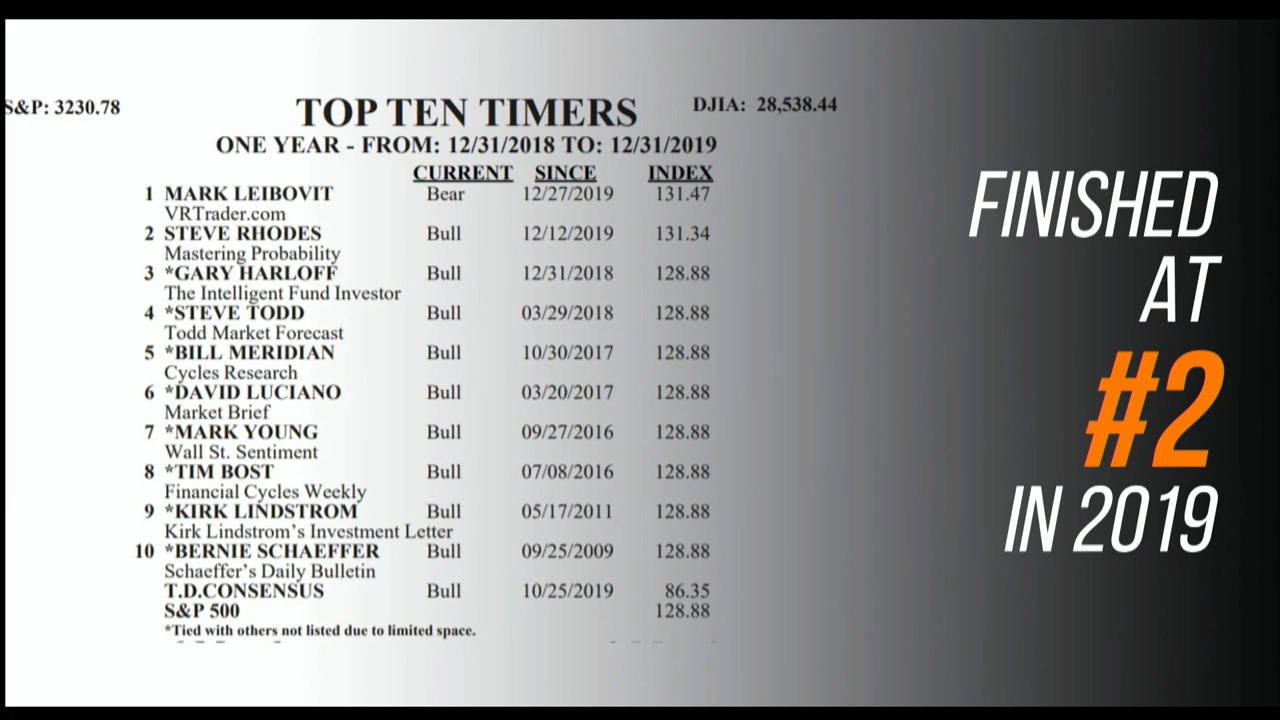 S&P: 3230.78
TOP TEN TIMERS
DJIA: 28,538.44
ONE YEAR - FROM: 12/31/2018 TO: 12/31/2019
CURRENT SINCE INDEX
1 MARK LEIBOVIT Bear 12/27/2019 131.47
VRTrader.com
2 STEVE RHODES Bull 12/12/2019 131.34
Mastering Probability
3 *GARY HARLOFF Bull 12/31/2018 128.88
The Intelligent Fund Investor
4 *STEVE TODD Bull 03/29/2018 128.88
Todd Market Forecast
5 *BILL MERIDIAN Bull 10/30/2017 128.88
Cycles Research
6 *DAVID LUCIANO Bull 03/20/2017 128.88
Market Brief
7 *MARK YOUNG Bull 09/27/2016 128.88
Wall St. Sentiment
8 *TIM BOST Bull 07/08/2016 128.88
Financial Cycles Weekly
9 *KIRK LINDSTROM Bull 05/17/2011 128.88
Kirk Lindstrom's Investment Letter
10 *BERNIE SCHAEFFER Bull 09/25/2009 128.88
Schaeffer's Daily Bulletin
T.D.CONSENSUS Bull 10/25/2019 86.35
S&P 500 128.88
*Tied with others not listed due to limited space.
FINISHED
AT
#2
IN 2019